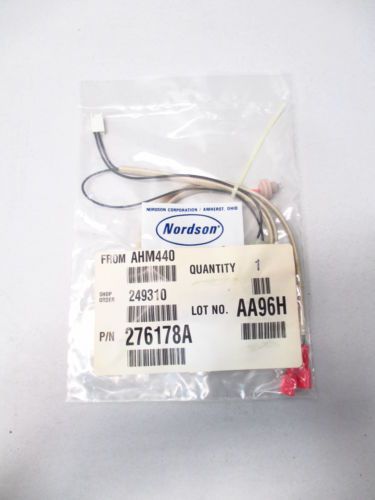 NORDSON CORPORATION / AMHERST, OHIO
Nordson®
FROM AHM440
QUANTITY 1
SHOP ORDER 249310
LOT NO. AA96H
P/N 276178A